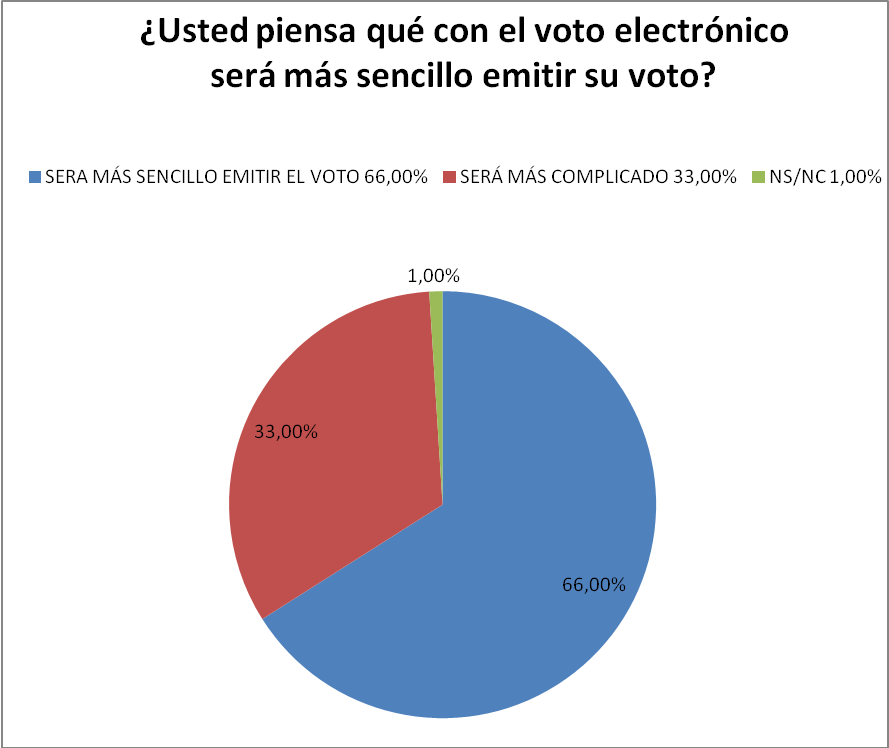 ¿Usted piensa qué con el voto electrónico
será más sencillo emitir su voto?
SERA MÁS SENCILLO EMITIR EL VOTO 66,00% SERÁ MÁS COMPLICADO 33,00% NS/NC 1,00%
1,00%
33,00%
66,00%